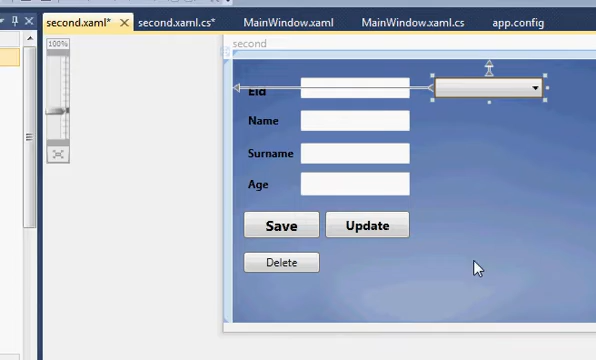 second.xaml* × second.xaml.cs* MainWindow.xaml MainWindow.xaml.cs app.config
100%
second
Eid
Name
Surname
Age
Save Update
Delete